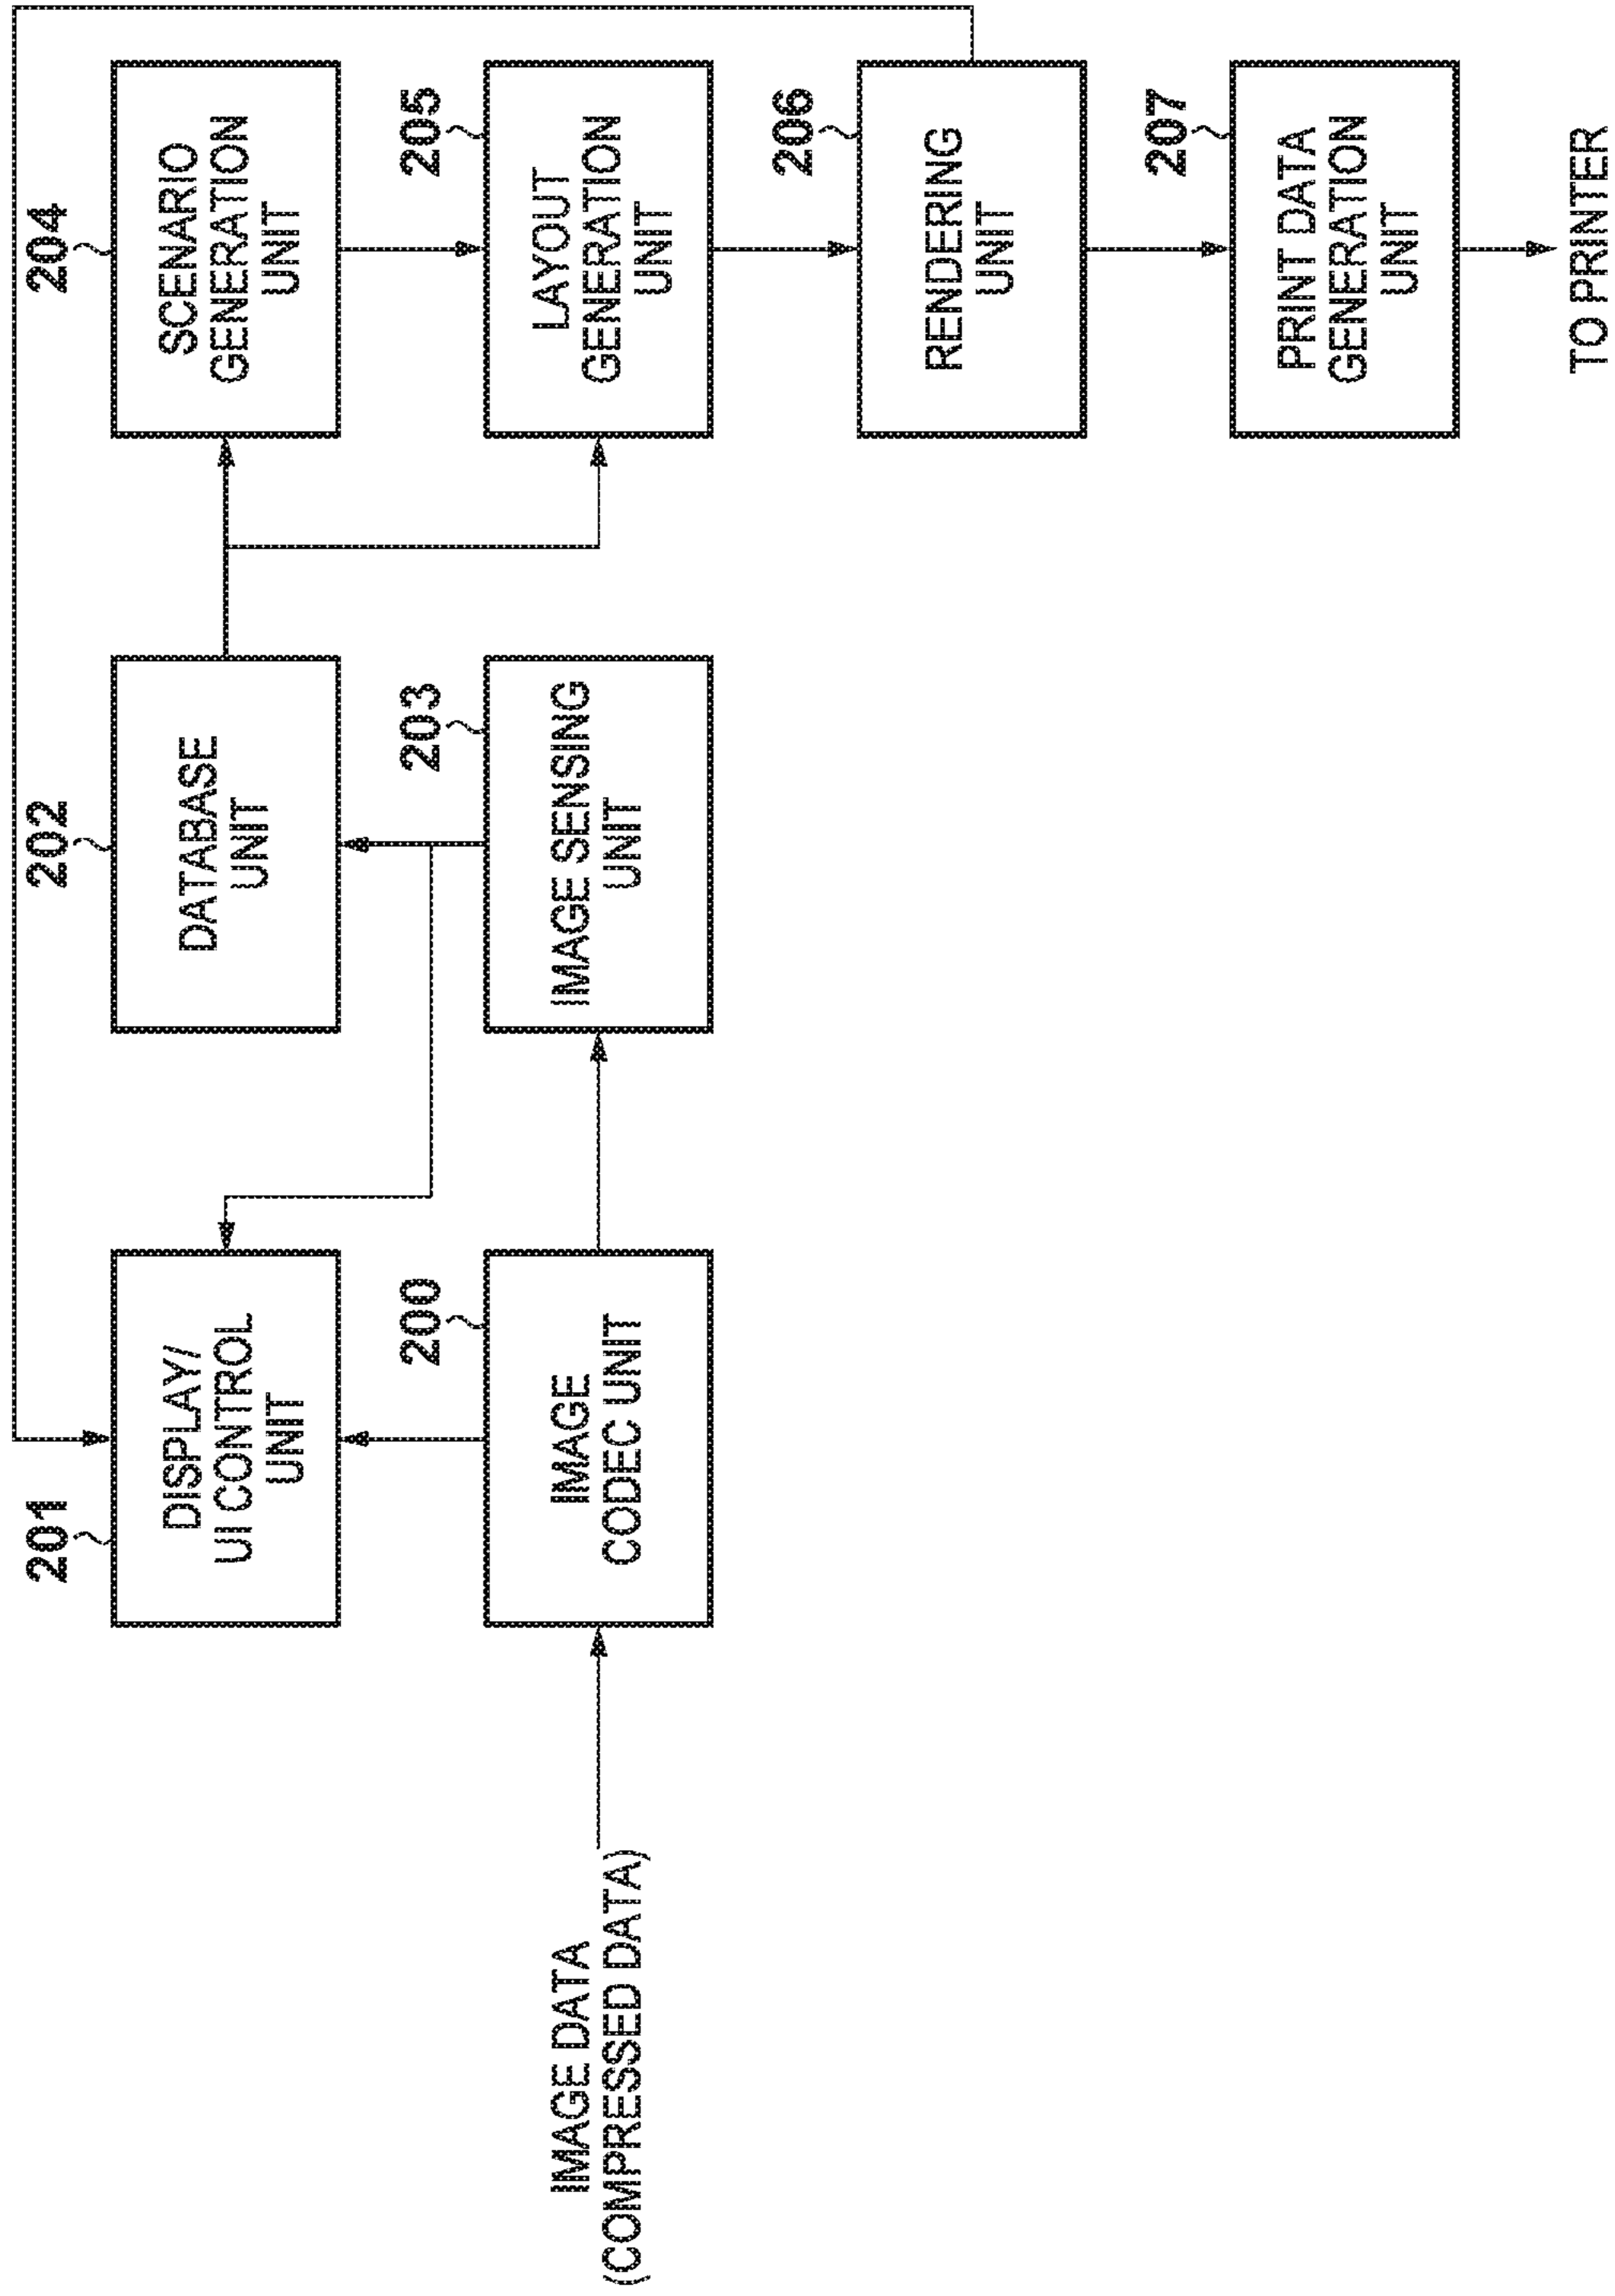 201
DISPLAY/
UI CONTROL
UNIT
202
DATABASE
UNIT
204
SCENARIO
GENERATION
UNIT
IMAGE DATA
(COMPRESSED DATA)
200
IMAGE
CODEC UNIT
203
IMAGE SENSING
UNIT
205
LAYOUT
GENERATION
UNIT
206
RENDERING
UNIT
207
PRINT DATA
GENERATION
UNIT
TO PRINTER